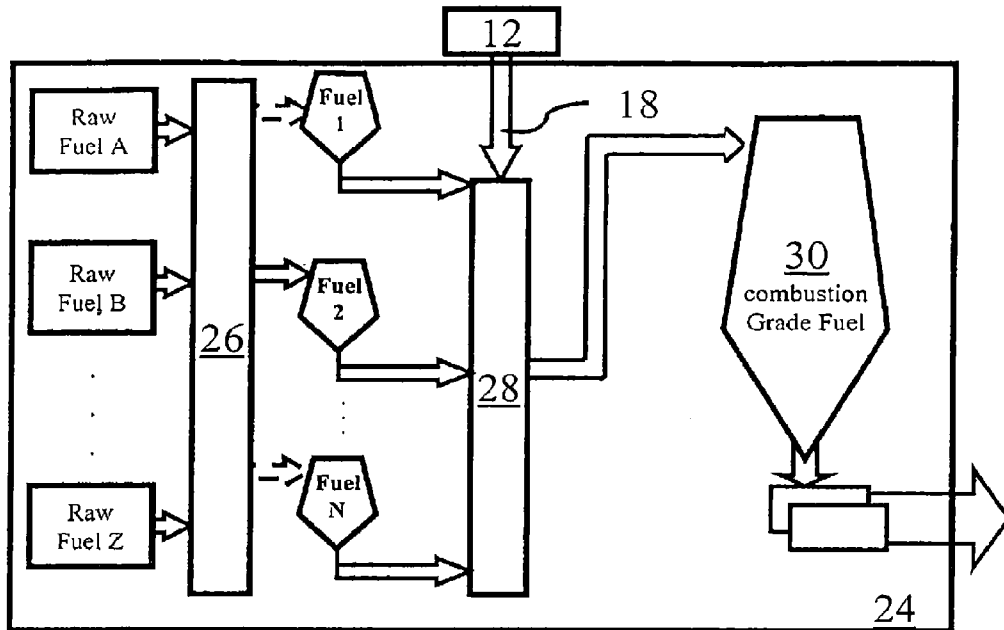 12
Raw
Fuel A
Fuel
1
18
Raw
Fuel B
Fuel
2
26
28
30
combustion
Grade Fuel
Raw
Fuel Z
Fuel
N
24